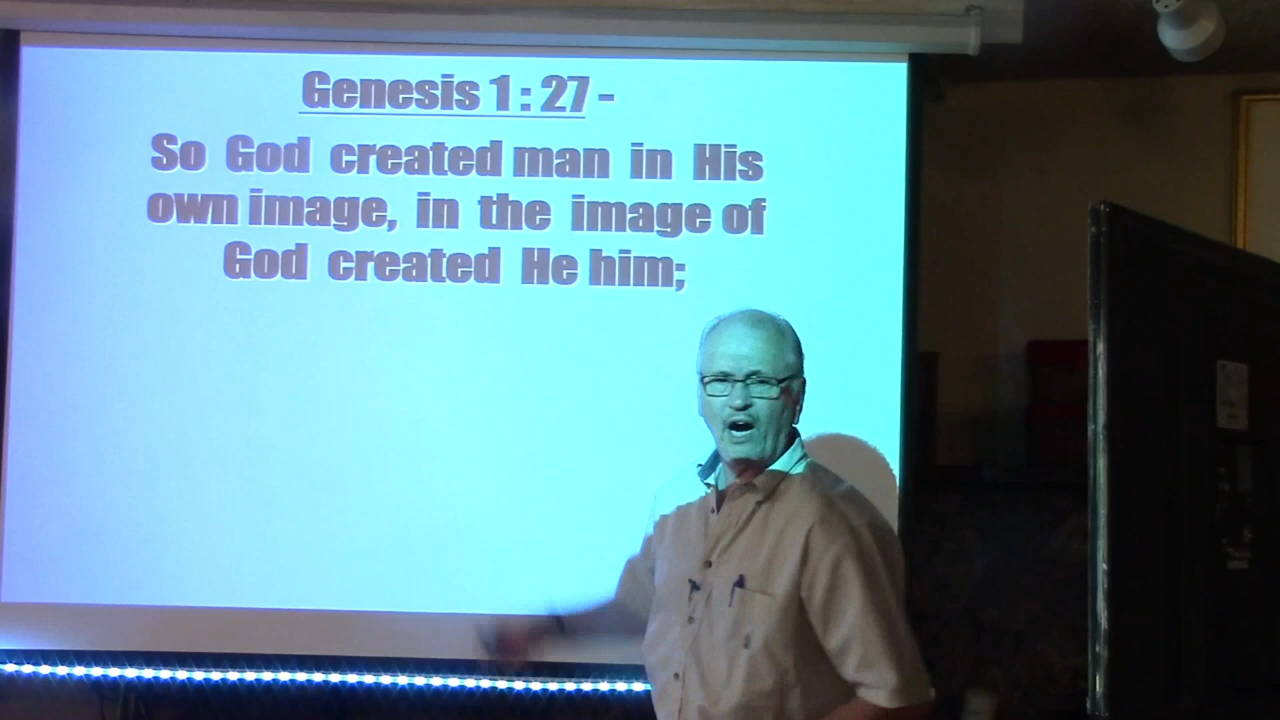 Genesis 1 : 27 -
So God created man in His
own image, in the image of
God created He him;